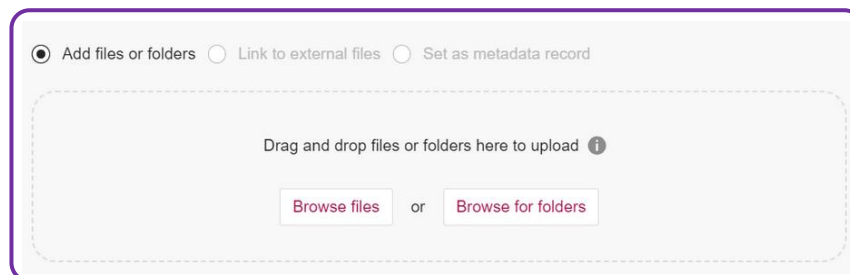 Add files or folders Link to external files Set as metadata record
Drag and drop files or folders here to upload
Browse files or Browse for folders